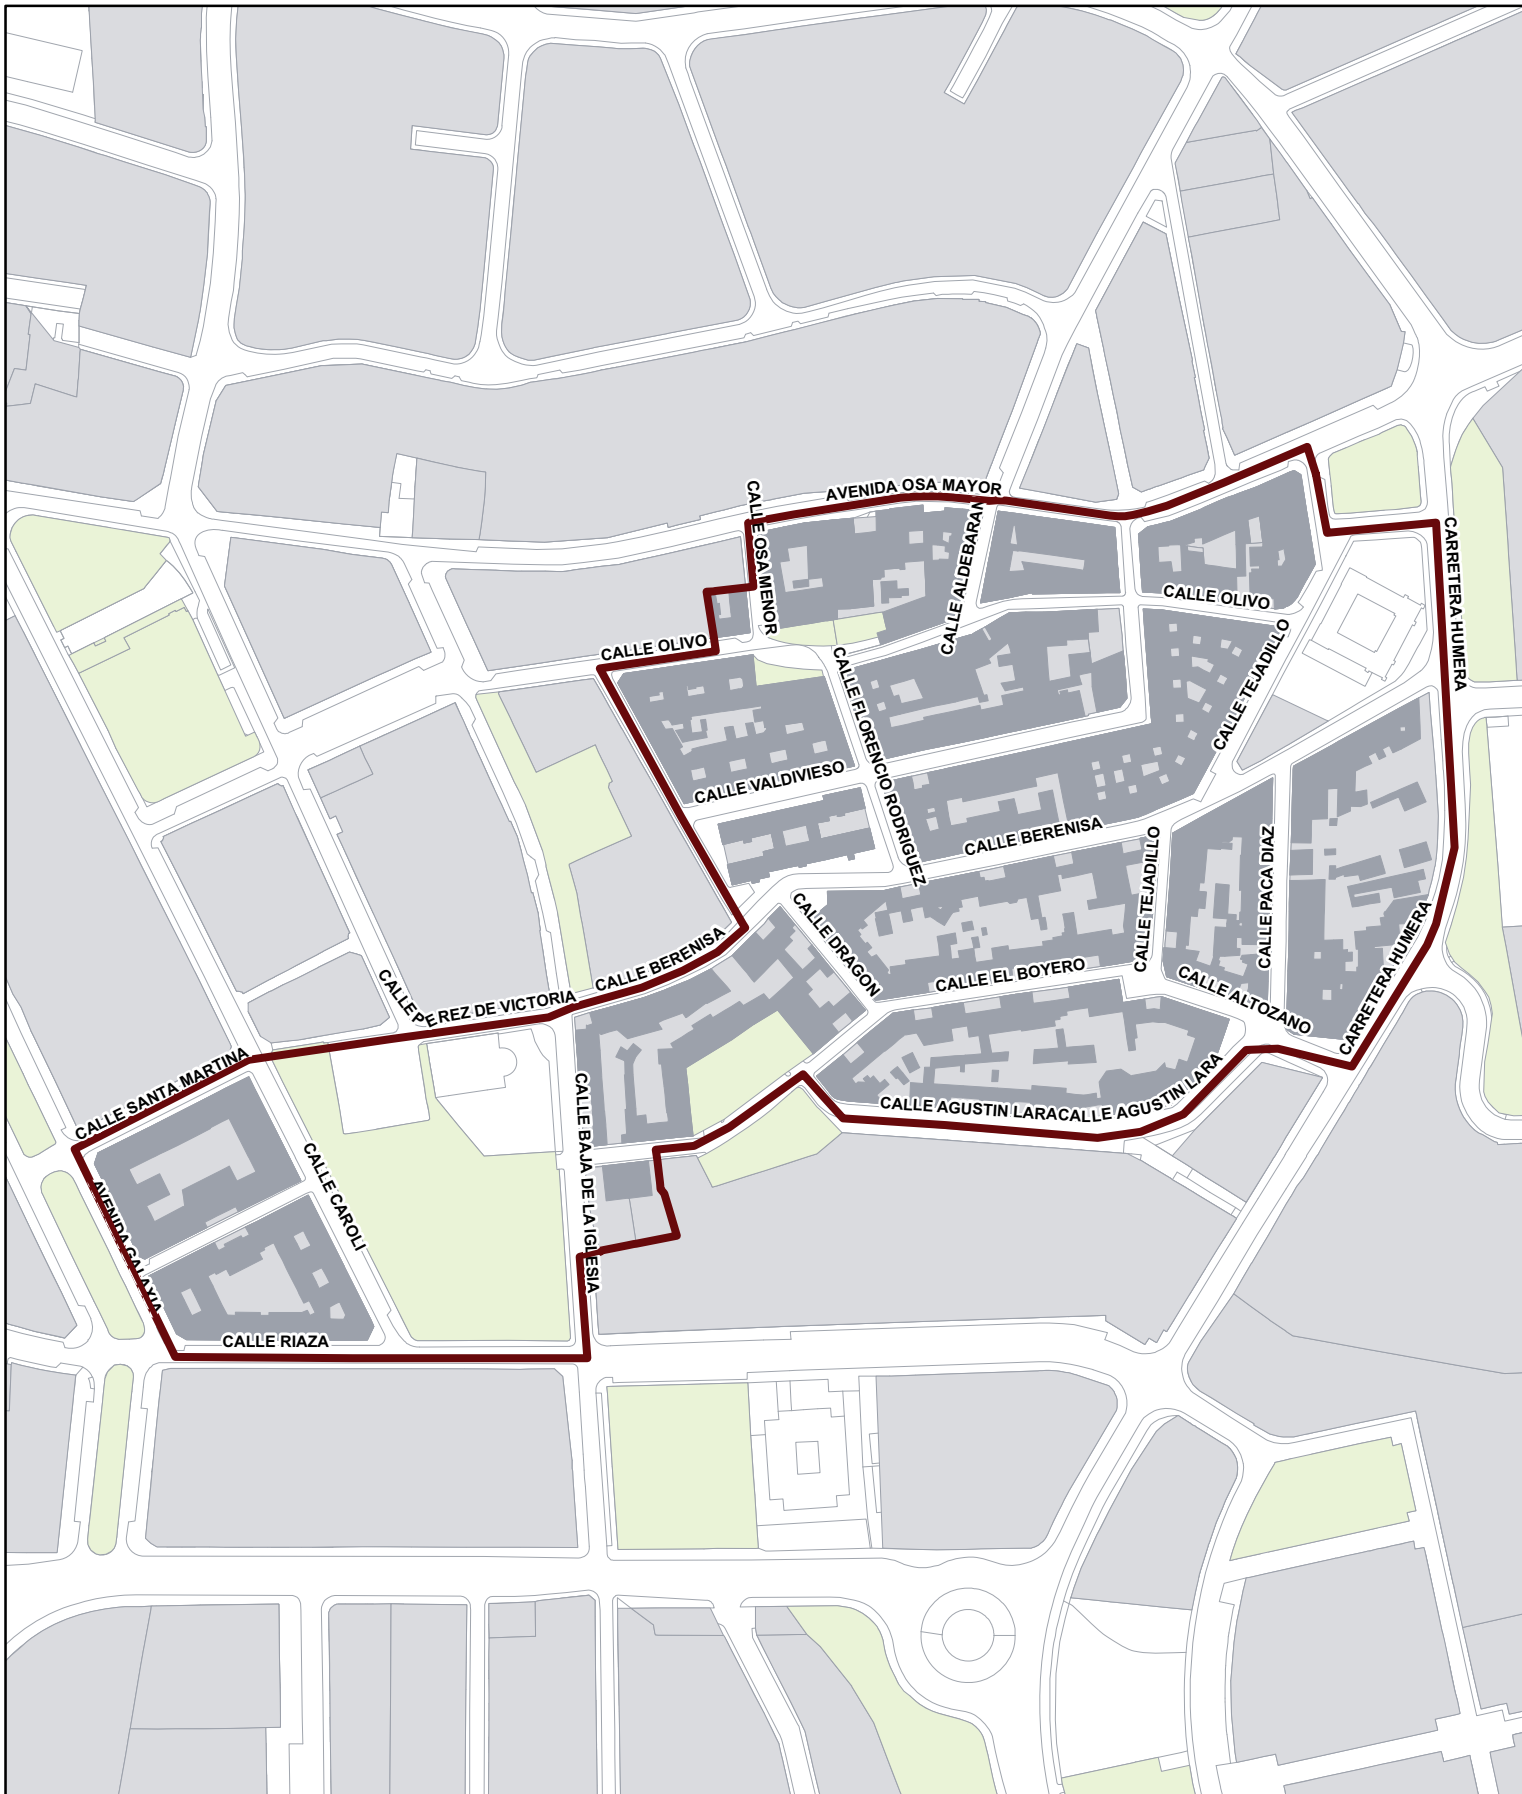 AVENIDA OSA MAYOR
CALLE OSA MENOR
CALLE ALDEBARAN
CARRETERA HUMERA
CALLE OLIVO
CALLE OLIVO
CALLE TEJADILLO
CALLE FLORENCIO RODRIGUEZ
CALLE VALDIVIESO
CALLE BERENISA
CALLE TEJADILLO
CALLE PACA DIAZ
CALLE DRAGON
CALLE BERENISA
CALLE EL BOYERO
CALLE ALTOZANO
CARRETERA HUMERA
CALLE PEREZ DE VICTORIA
CALLE SANTA MARTINA
CALLE AGUSTIN LARA
CALLE AGUSTIN LARA
CALLE BAJA DE LA IGLESIA
CALLE CAROLI
AVENIDA GALAXIA
CALLE RIAZA